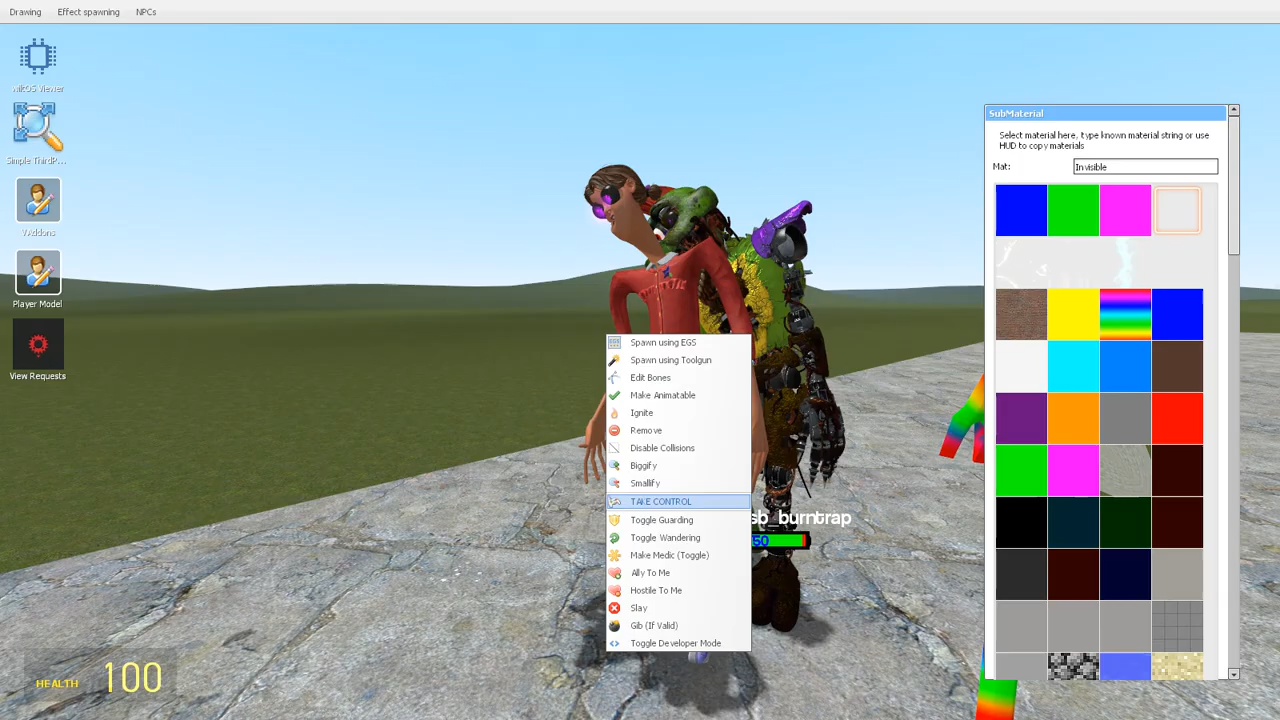 Drawing Effect spawning NPCs
WiltOS Viewer
Simple ThirdP...
VAddons
Player Model
View Requests
SubMaterial
Select material here, type known material string or use
HUD to copy materials
Mat: Invisible
Spawn using EGS
Spawn using Toolgun
Edit Bones
Make Animatable
Ignite
Remove
Disable Collisions
Biggify
Smallify
TAKE CONTROL
Toggle Guarding
Toggle Wandering
Make Medic (Toggle)
Ally To Me
Hostile To Me
Slay
Gib (If Valid)
Toggle Developer Mode
sb_burntrap
HEALTH 100